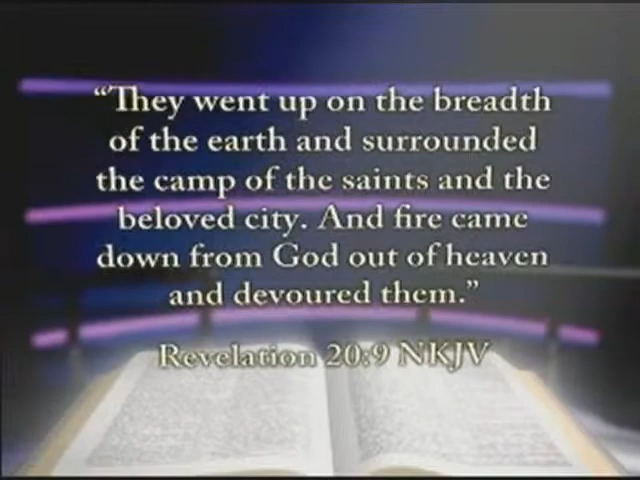 “They went up on the breadth
of the earth and surrounded
the camp of the saints and the
beloved city. And fire came
down from God out of heaven
and devoured them.”
Revelation 20:9 NKJV